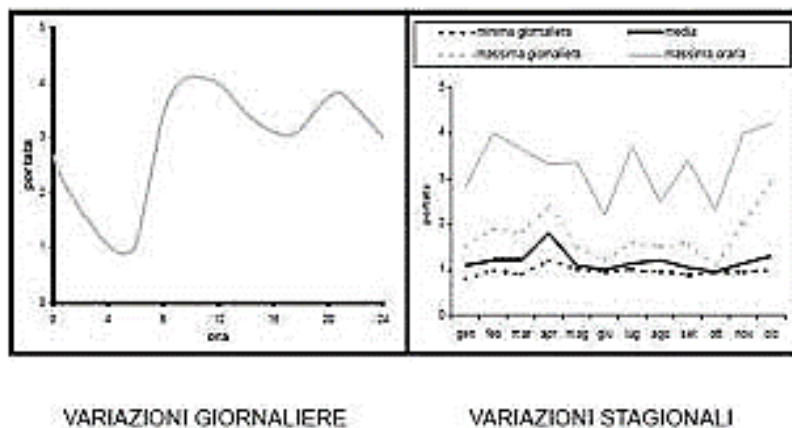 minima giornaliera media
massima giornaliera massima oraria
portata
5
4
3
2
1
0
0 4 8 12 16 20 24
ora
portata
5
4
3
2
1
0
gen feb mar apr mag giu lug ago set ott nov dic
VARIAZIONI GIORNALIERE VARIAZIONI STAGIONALI